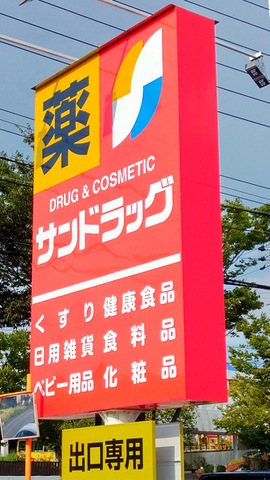 薬
DRUG & COSMETIC
サンドラッグ
くすり 健康食品
日用雑貨 食料品
ベビー用品 化粧品
出口専用